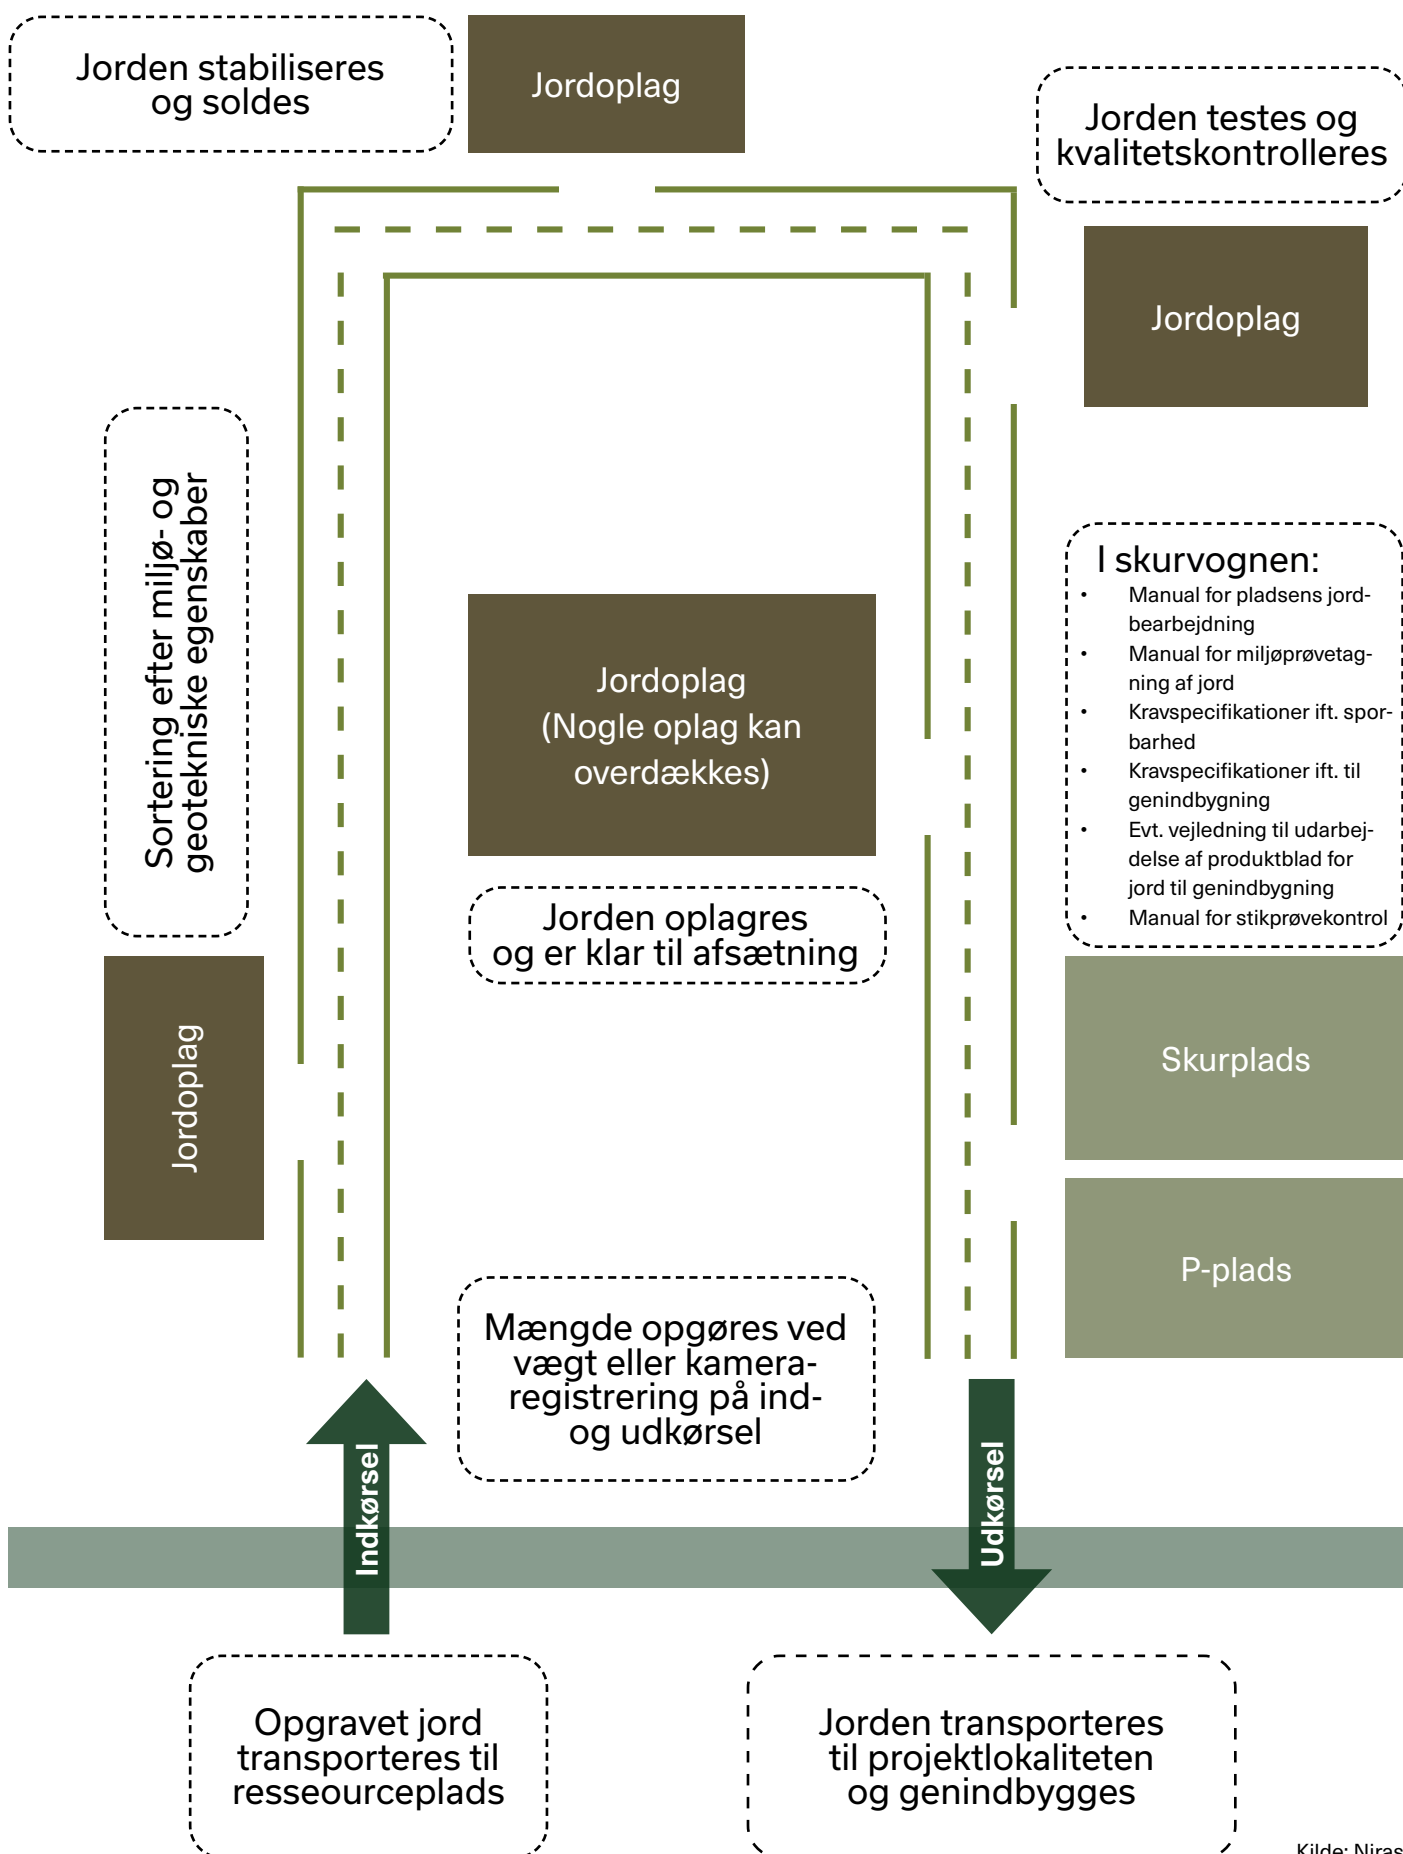 Jorden stabiliseres
og soldes
Jordoplag
Jorden testes og
kvalitetskontrolleres
Jordoplag
Sortering efter miljø- og
geotekniske egenskaber
Jordoplag
(Nogle oplag kan
overdækkes)
Jorden oplagres
og er klar til afsætning
I skurvognen:
• Manual for pladsens jord-
bearbejdning
• Manual for miljøprøvetag-
ning af jord
• Kravspecifikationer ift. spor-
barhed
• Kravspecifikationer ift. til
genindbygning
• Evt. vejledning til udarbej-
delse af produktblad for
jord til genindbygning
• Manual for stikprøvekontrol
Jordoplag
Skurplads
P-plads
Mængde opgøres ved
vægt eller kamera-
registrering på ind-
og udkørsel
Indkørsel
Udkørsel
Opgravet jord
transporteres til
resseourceplads
Jorden transporteres
til projektlokaliteten
og genindbygges
Kilde: Niras